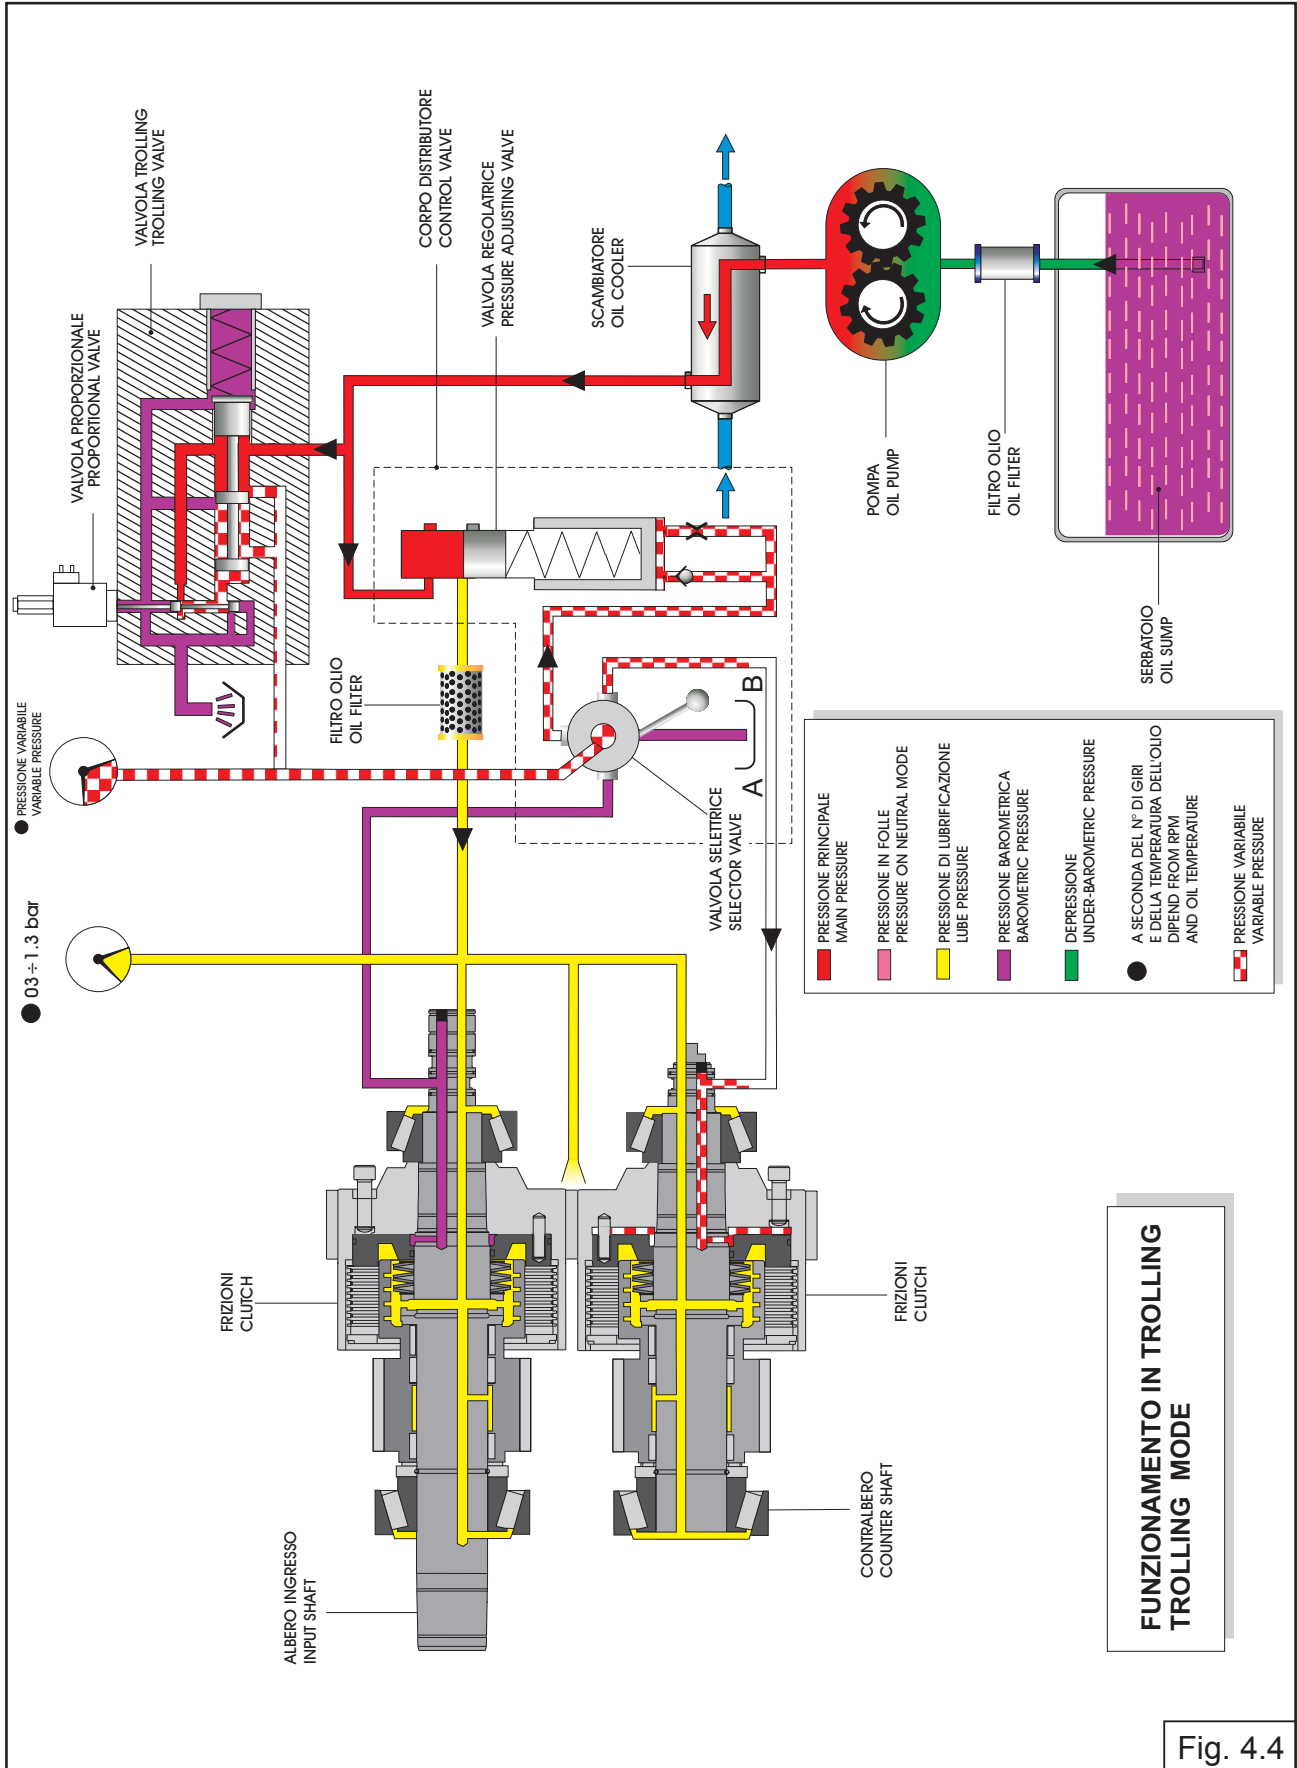 VALVOLA TROLLING
TROLLING VALVE
VALVOLA PROPORZIONALE
PROPORTIONAL VALVE
CORPO DISTRIBUTORE
CONTROL VALVE
VALVOLA REGOLATRICE
PRESSURE ADJUSTING VALVE
SCAMBIATORE
OIL COOLER
POMPA
OIL PUMP
FILTRO OLIO
OIL FILTER
SERBATOIO
OIL SUMP
● PRESSIONE VARIABILE
VARIABLE PRESSURE
● 03÷1.3 bar
FILTRO OLIO
OIL FILTER
VALVOLA SELETTRICE
SELECTOR VALVE
A
B
PRESSIONE PRINCIPALE
MAIN PRESSURE
PRESSIONE IN FOLLE
PRESSURE ON NEUTRAL MODE
PRESSIONE DI LUBRIFICAZIONE
LUBE PRESSURE
PRESSIONE BAROMETRICA
BAROMETRIC PRESSURE
DEPRESSIONE
UNDER-BAROMETRIC PRESSURE
A SECONDA DEL N° DI GIRI
E DELLA TEMPERATURA DELL'OLIO
DIPEND FROM RPM
AND OIL TEMPERATURE
PRESSIONE VARIABILE
VARIABLE PRESSURE
FRIZIONI
CLUTCH
FRIZIONI
CLUTCH
ALBERO INGRESSO
INPUT SHAFT
CONTRALBERO
COUNTER SHAFT
FUNZIONAMENTO IN TROLLING
TROLLING MODE
Fig. 4.4